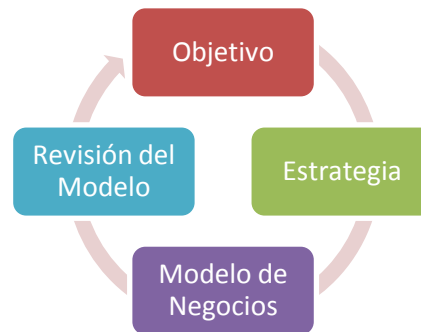 Objetivo
Estrategia
Modelo de
Negocios
Revisión del
Modelo